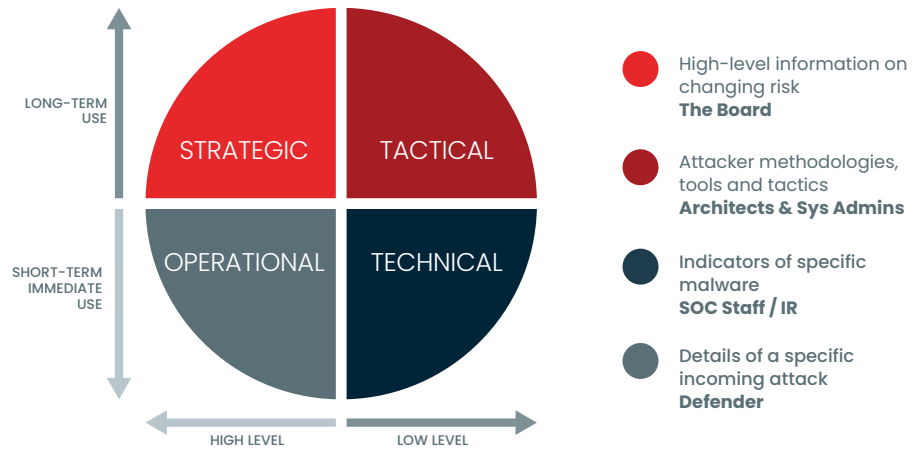 LONG-TERM
USE
STRATEGIC
TACTICAL
OPERATIONAL
TECHNICAL
SHORT-TERM
IMMEDIATE
USE
HIGH LEVEL
LOW LEVEL
High-level information on
changing risk
The Board
Attacker methodologies,
tools and tactics
Architects & Sys Admins
Indicators of specific
malware
SOC Staff / IR
Details of a specific
incoming attack
Defender